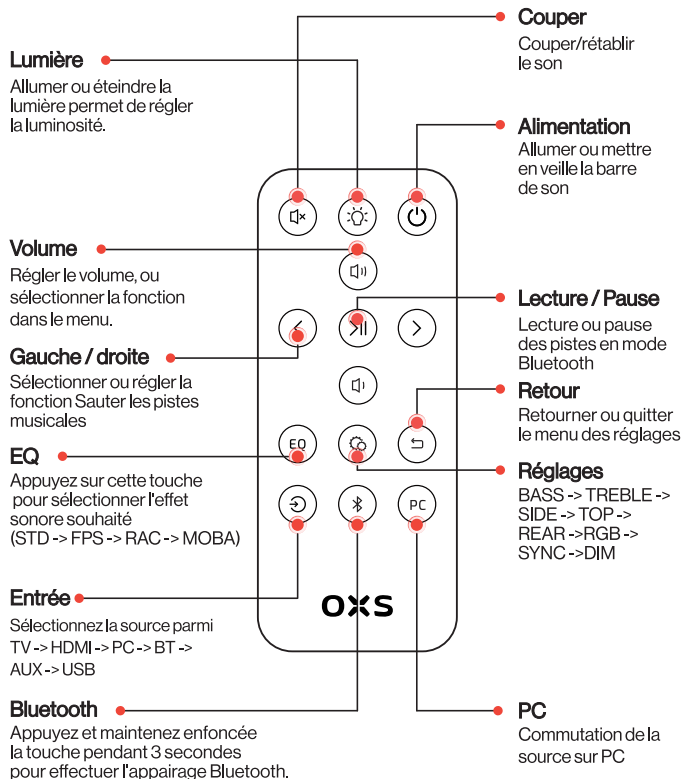 Couper
Couper/rétablir
le son
Lumière
Allumer ou éteindre la
lumière permet de régler
la luminosité.
Alimentation
Allumer ou mettre
en veille la barre
de son
Volume
Régler le volume, ou
sélectionner la fonction
dans le menu.
Lecture / Pause
Lecture ou pause
des pistes en mode
Bluetooth
Gauche / droite
Sélectionner ou régler la
fonction Sauter les pistes
musicales
Retour
Retourner ou quitter
le menu des réglages
EQ
EQ
Appuyez sur cette touche
pour sélectionner l'effet
sonore souhaité
(STD -> FPS -> RAC -> MOBA)
Réglages
BASS -> TREBLE ->
SIDE -> TOP ->
REAR ->RGB ->
SYNC ->DIM
PC
Entrée
Sélectionnez la source parmi
TV -> HDMI -> PC -> BT ->
AUX -> USB
OXS
Bluetooth
Appuyez et maintenez enfoncée
la touche pendant 3 secondes
pour effectuer l'appairage Bluetooth.
PC
Commutation de la
source sur PC